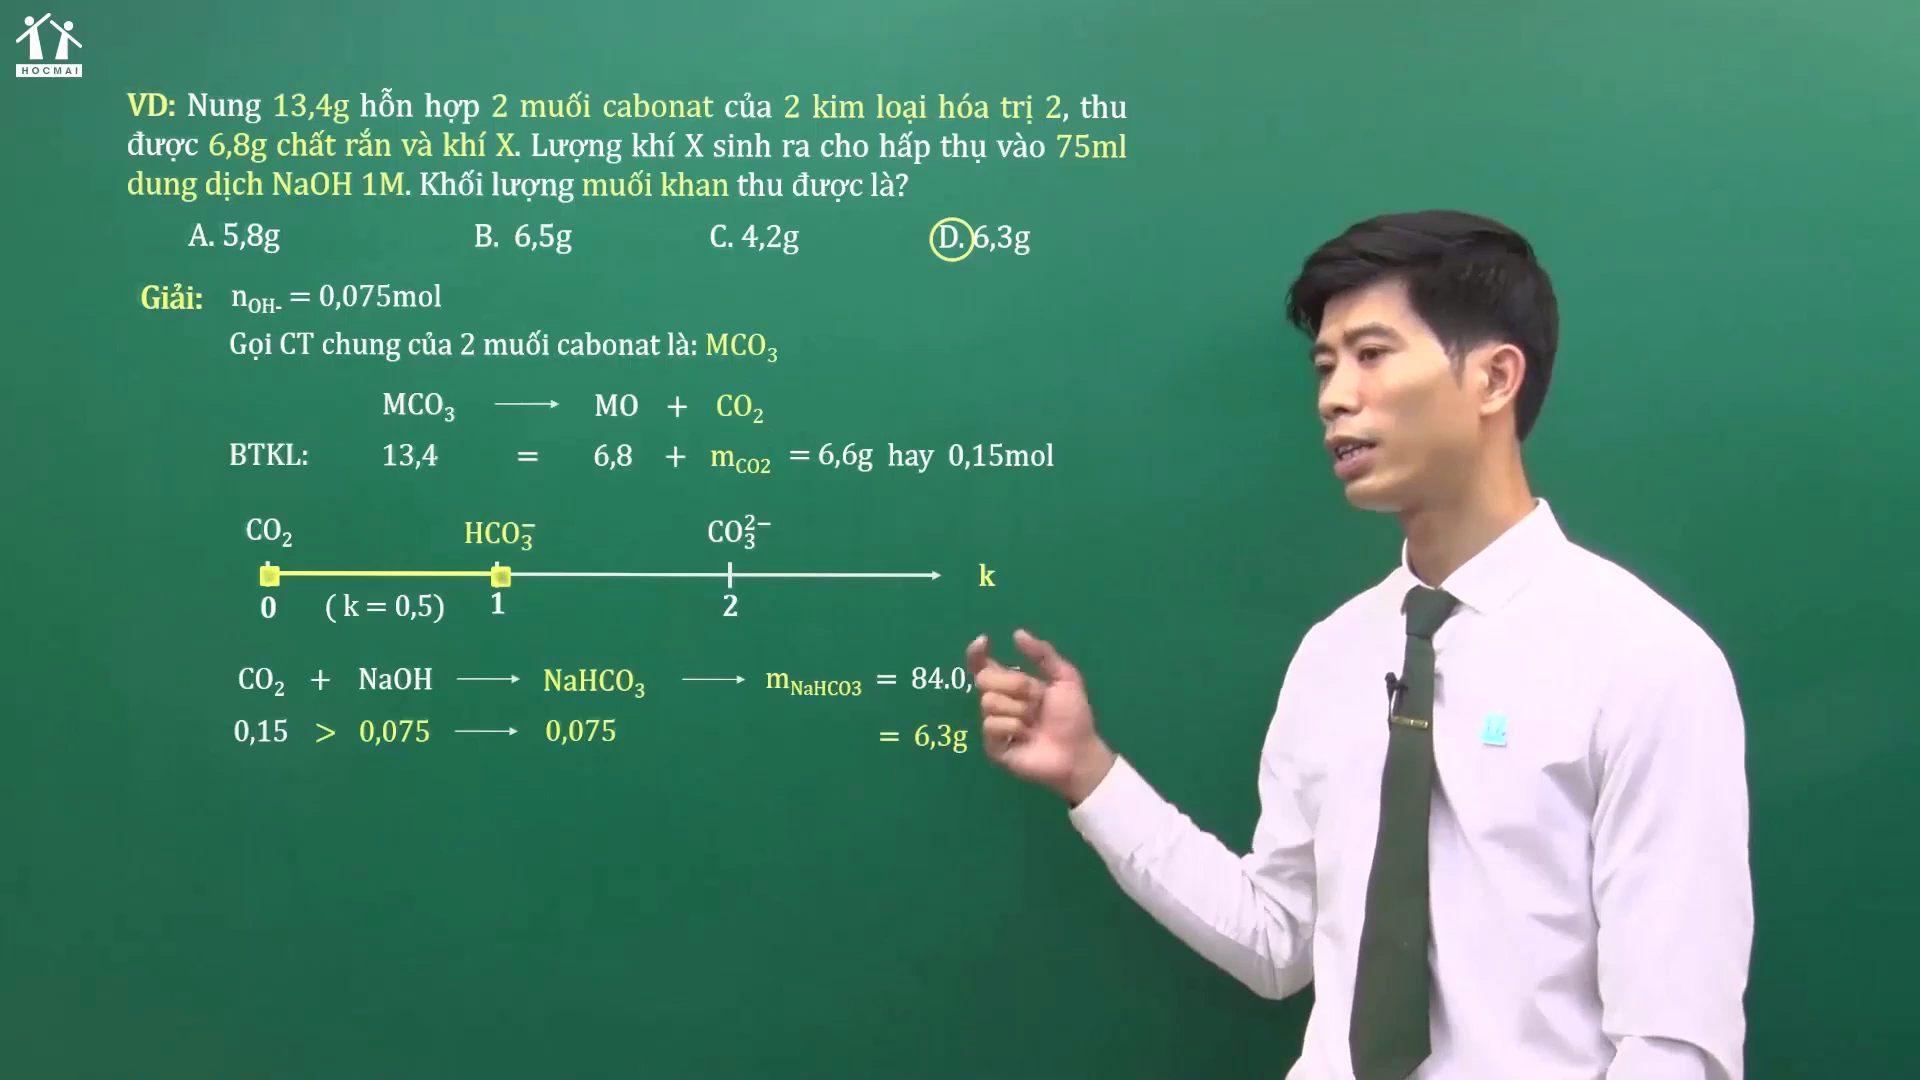 HOCMAI
VD: Nung 13,4g hỗn hợp 2 muối cabonat của 2 kim loại hóa trị 2, thu
được 6,8g chất rắn và khí X. Lượng khí X sinh ra cho hấp thụ vào 75ml
dung dịch NaOH 1M. Khối lượng muối khan thu được là?
A. 5,8g B. 6,5g C. 4,2g D. 6,3g
Giải: n_OH- = 0,075mol
Gọi CT chung của 2 muối cabonat là: MCO₃
MCO₃ ⟶ MO + CO₂
BTKL: 13,4 = 6,8 + m_CO2 = 6,6g hay 0,15mol
CO₂ HCO₃⁻ CO₃²⁻
k
0 ( k = 0,5) 1 2
CO₂ + NaOH ⟶ NaHCO₃ ⟶ m_NaHCO3 = 84.0,
0,15 > 0,075 ⟶ 0,075 = 6,3g